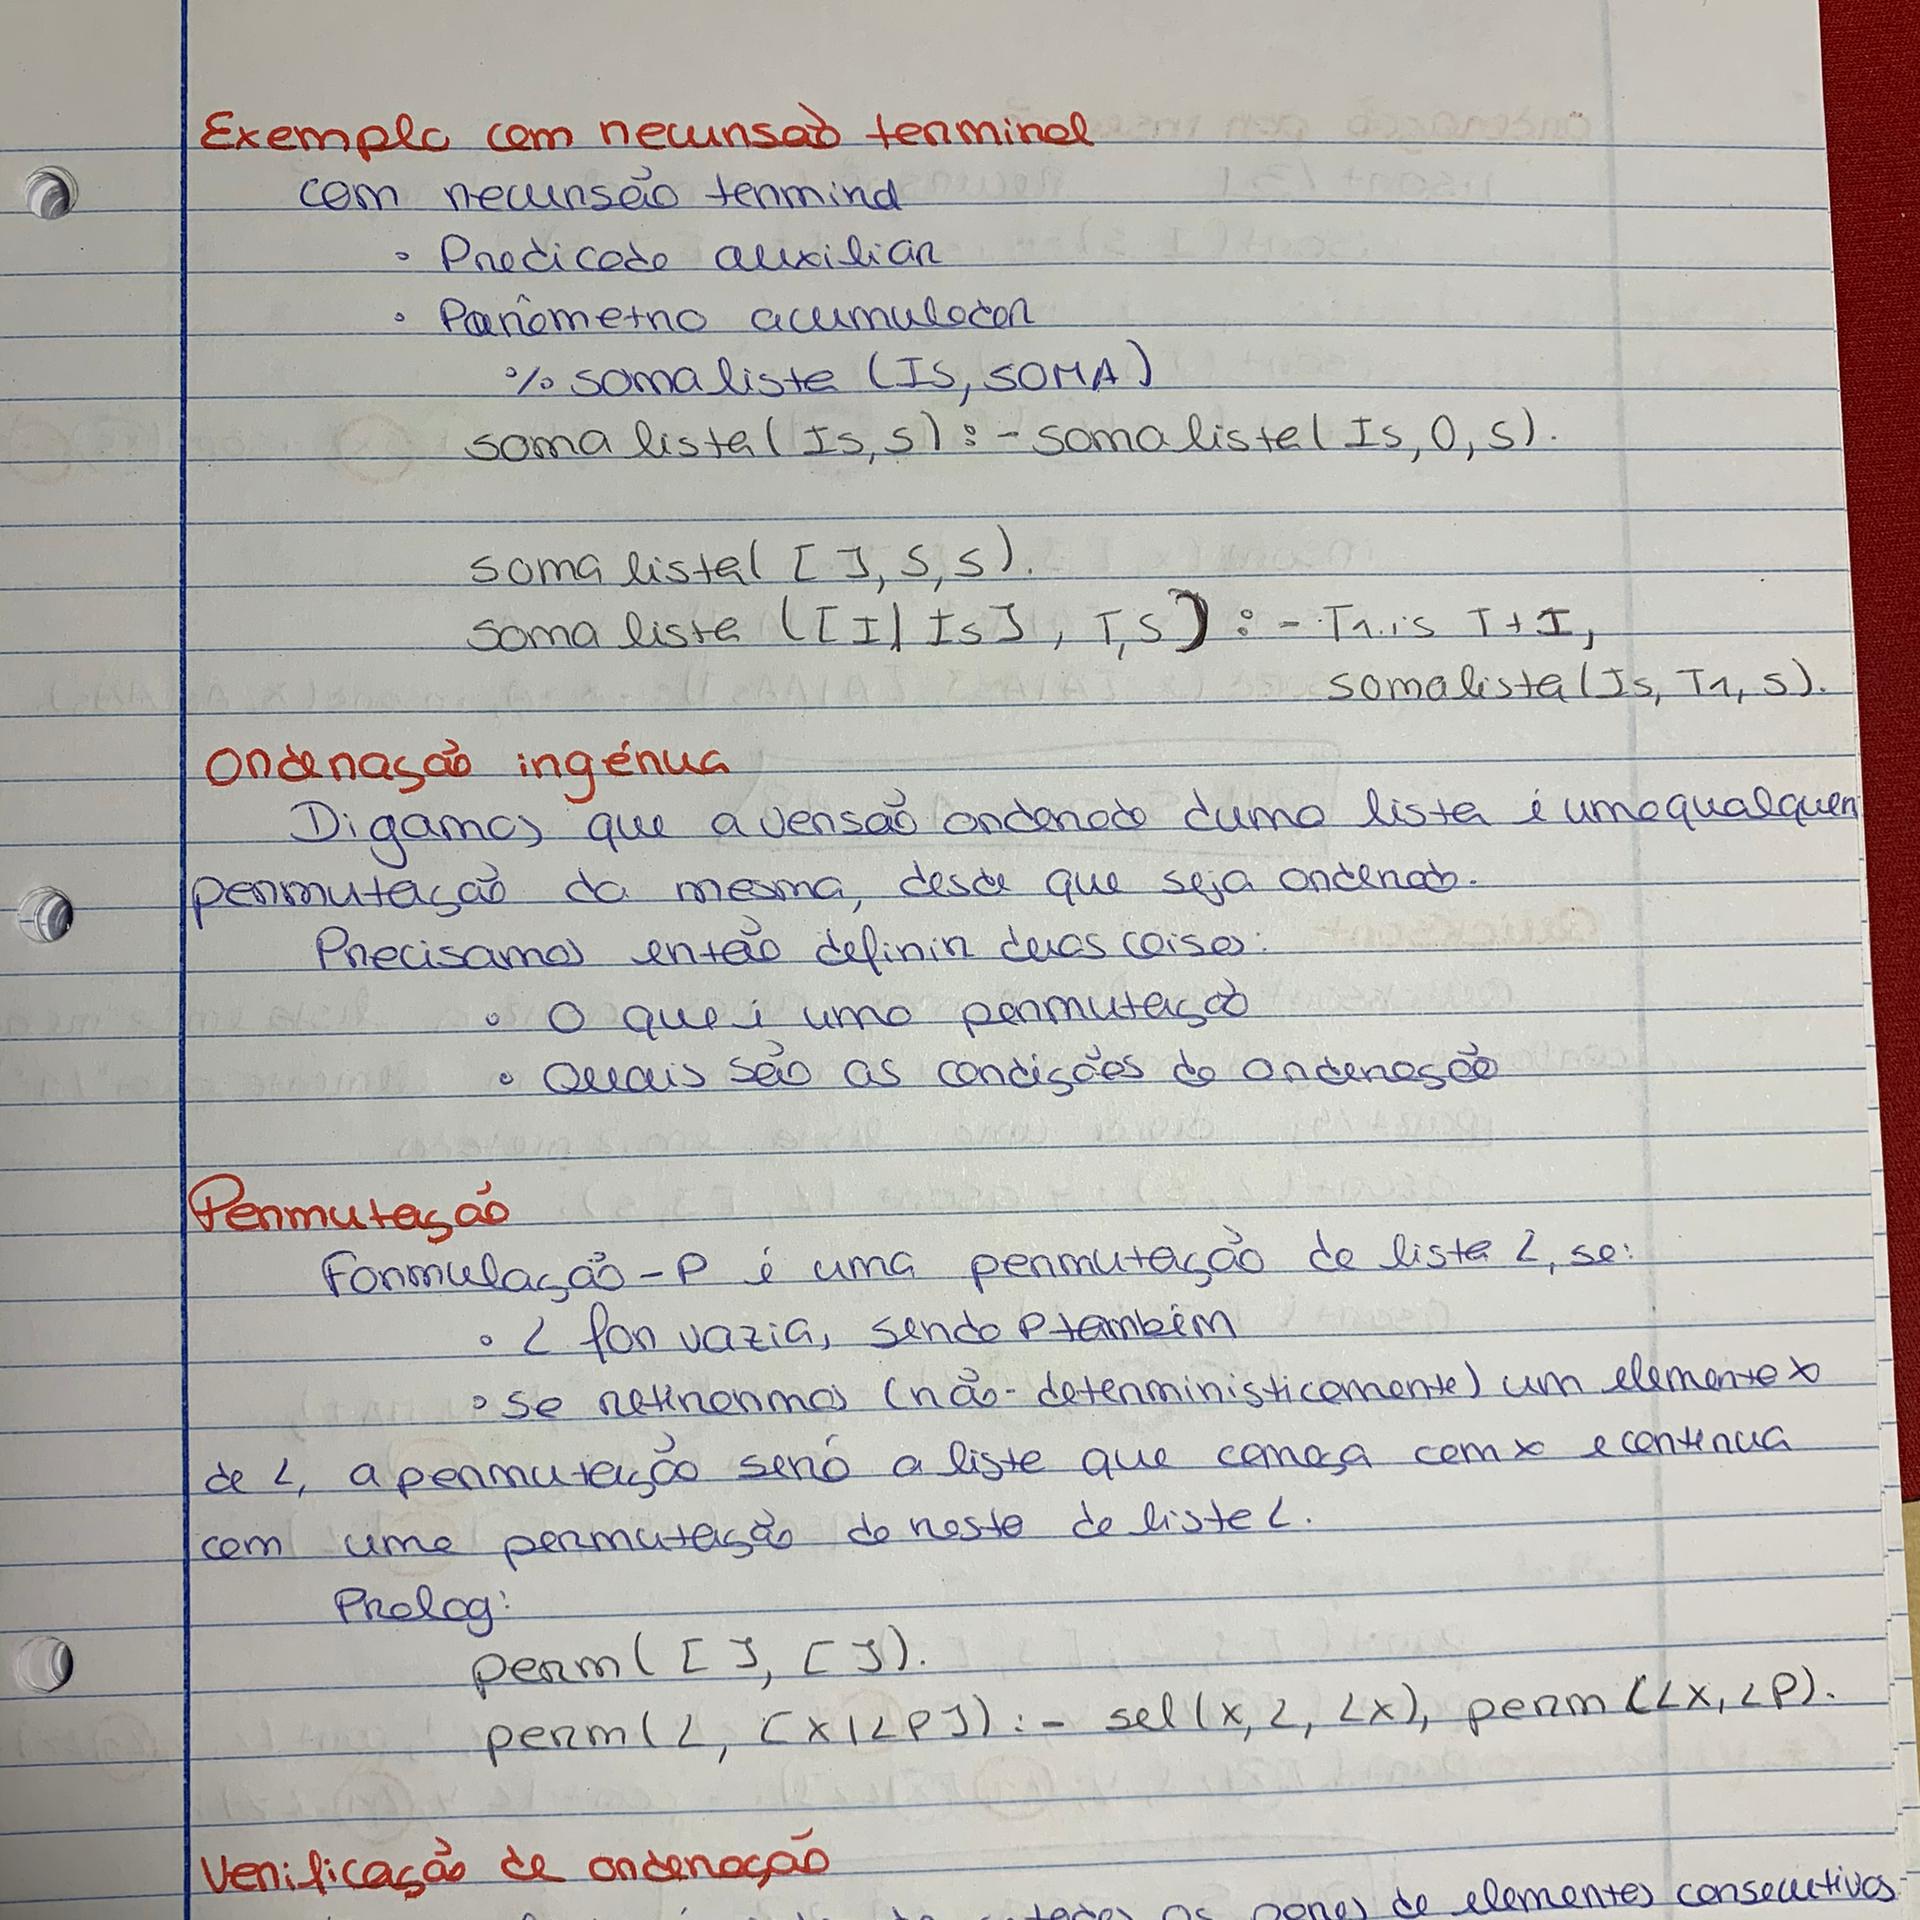 Exemplo com recursão terminal
com recursão terminal
◦ Predicado auxiliar
◦ Parâmetro acumulador
% somalista (Is, SOMA)
somalista(Is,S) :- somalista(Is,0,S).
somalista([],S,S).
somalista ([I|Is], T,S) :- T1 is T+I,
somalista(Is, T1, S).
Ordenação ingénua
Digamos que a versão ordenada duma lista é uma qualquer
permutação da mesma, desde que seja ordenada.
Precisamos então definir duas coisas:
◦ O que é uma permutação
◦ Quais são as condições de ordenação
Permutação
Formulação - P é uma permutação de lista L, se:
◦ L for vazia, sendo P também
◦ se retirarmos (não-deterministicamente) um elemento x
de L, a permutação será a lista que começa com x e continua
com uma permutação do resto de lista L.
Prolog:
perm([],[]).
perm(L, [X|LP]) :- sel(X,L,LX), perm(LX,LP).
Verificação de ordenação
os pares de elementos consecutivos